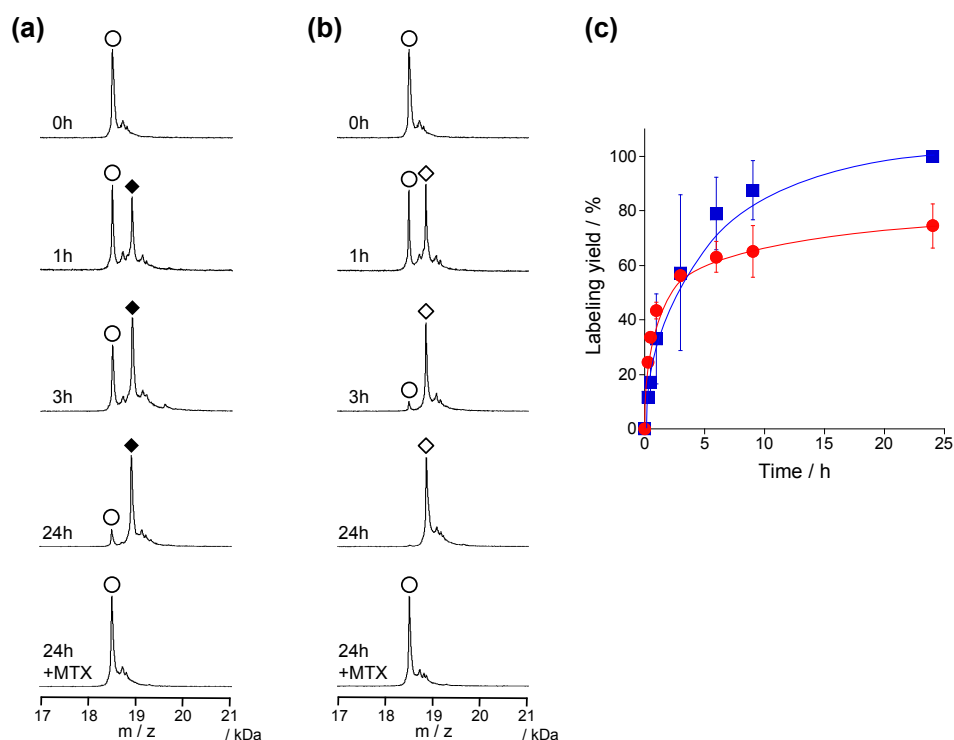 (a)
0h
1h
3h
24h
24h
+MTX
17 18 19 20 21
m / z / kDa
(b)
0h
1h
3h
24h
24h
+MTX
17 18 19 20 21
m / z / kDa
(c)
Labeling yield / %
100
80
60
40
20
0
0 5 10 15 20 25
Time / h